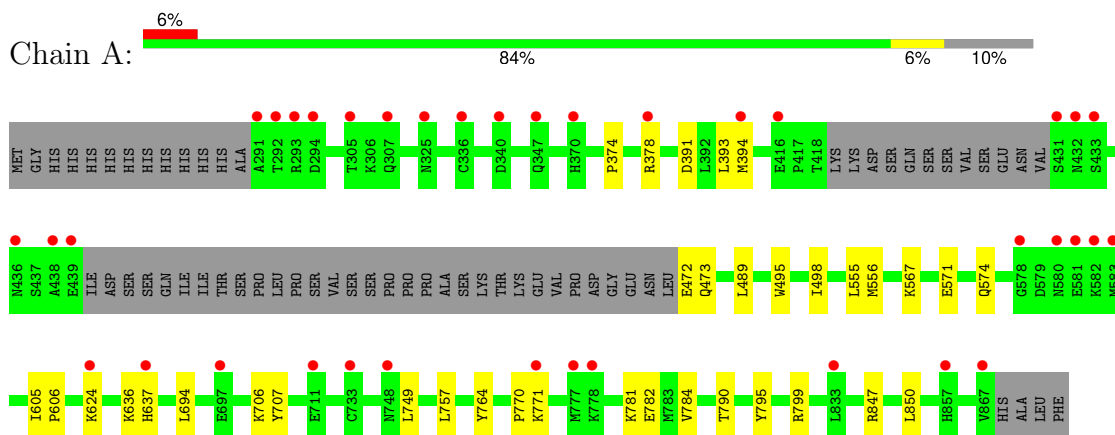 6%
Chain A:
84% 6% 10%
MET GLY HIS HIS HIS HIS HIS HIS HIS HIS HIS HIS ALA A291 T292 R293 D294 T305 K306 Q307 N325 C336 D340 Q347 H370 P374 R378 D391 L392 L393 M394 E416 P417 T418 LYS LYS ASP SER GLN SER SER VAL SER GLU ASN VAL S431 N432 S433
N436 S437 A438 E439 ILE ASP SER SER GLN ILE ILE THR SER PRO LEU PRO SER VAL SER SER PRO PRO PRO ALA SER LYS THR LYS GLU VAL PRO ASP GLY GLU ASN LEU E472 Q473 L489 W495 I498 L555 M556 K567 E571 Q574 G578 D579 N580 E581 K582 M583
I605 P606 K624 K636 H637 L694 E697 K706 Y707 E711 C733 N748 L749 L757 Y764 P770 K771 M777 K778 K781 E782 M783 V784 T790 Y795 R799 L833 R847 L850 H857 V867 HIS ALA LEU PHE